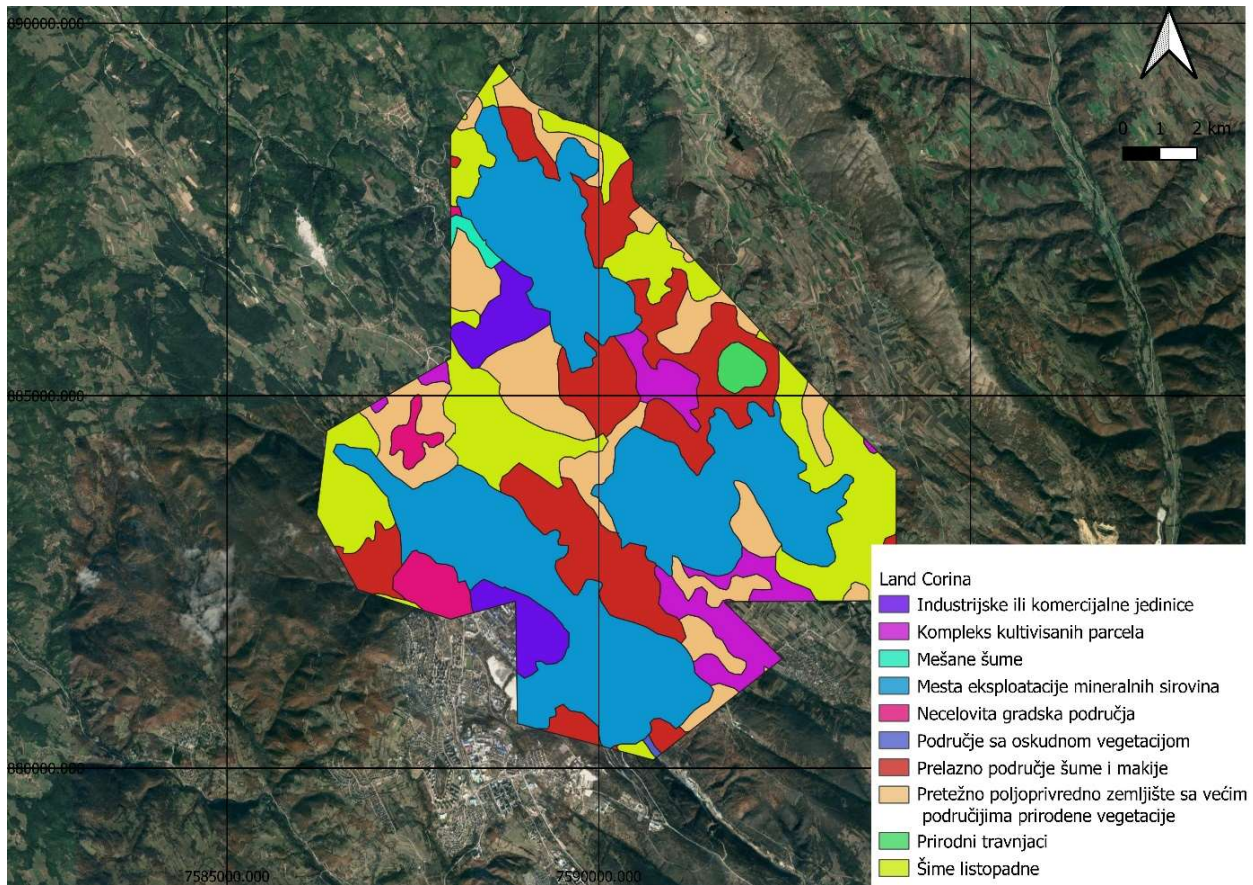 890000.000
0 1 2 km
885000.000
Land Corina
Industrijske ili komercijalne jedinice
Kompleks kultivisanih parcela
Mešane šume
Mesta eksploatacije mineralnih sirovina
Necelovita gradska područja
Područje sa oskudnom vegetacijom
Prelazno područje šume i makije
Pretežno poljoprivredno zemljište sa većim
područijima prirodene vegetacije
Prirodni travnjaci
Šime listopadne
880000.000
7585000.000
7590000.000